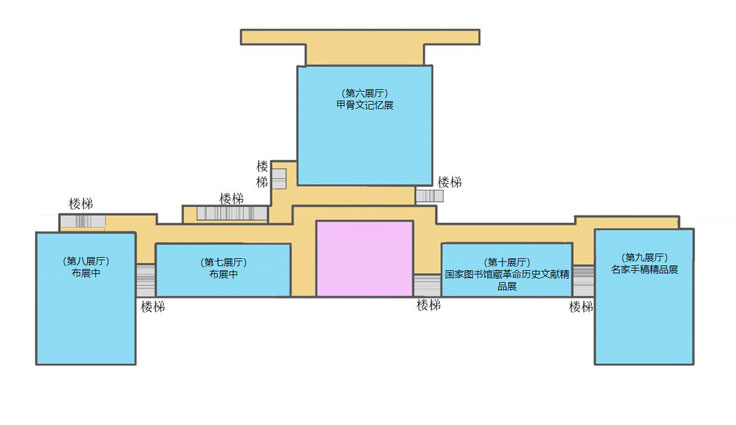 （第六展厅）
甲骨文记忆展
楼
梯
楼梯
楼梯
楼梯
（第八展厅）
布展中
（第七展厅）
布展中
（第十展厅）
国家图书馆藏革命历史文献精
品展
（第九展厅）
名家手稿精品展
楼梯
楼梯
楼梯